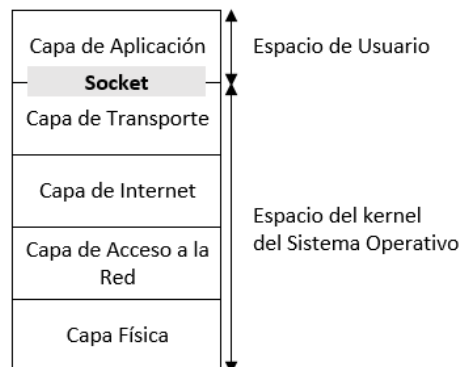 Capa de Aplicación
Espacio de Usuario
Socket
Capa de Transporte
Capa de Internet
Espacio del kernel
del Sistema Operativo
Capa de Acceso a la
Red
Capa Física